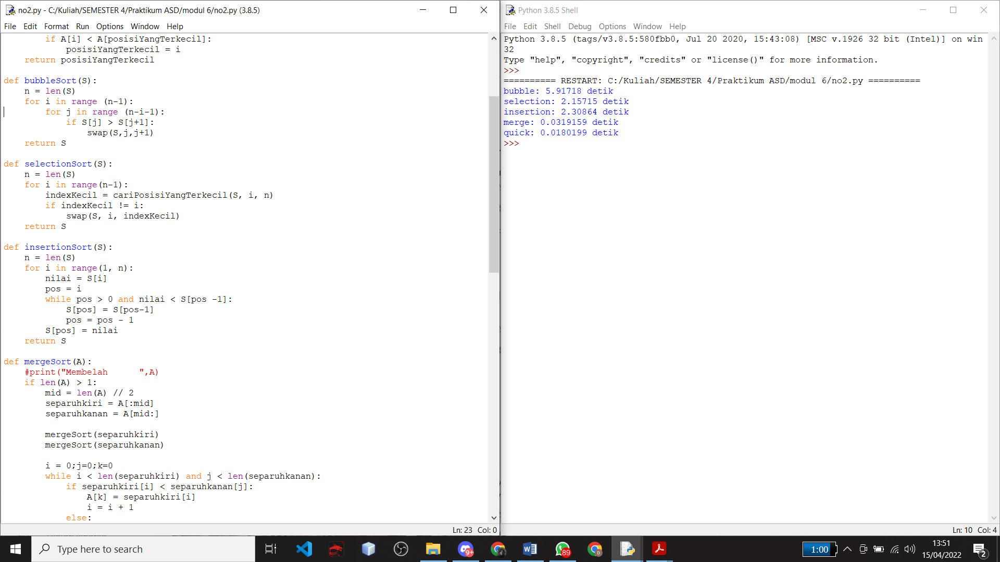 no2.py - C:/Kuliah/SEMESTER 4/Praktikum ASD/modul 6/no2.py (3.8.5)
File Edit Format Run Options Window Help
        if A[i] < A[posisiYangTerkecil]:
            posisiYangTerkecil = i
    return posisiYangTerkecil

def bubbleSort(S):
    n = len(S)
    for i in range (n-1):
        for j in range (n-i-1):
            if S[j] > S[j+1]:
                swap(S,j,j+1)
    return S

def selectionSort(S):
    n = len(S)
    for i in range(n-1):
        indexKecil = cariPosisiYangTerkecil(S, i, n)
        if indexKecil != i:
            swap(S, i, indexKecil)
    return S

def insertionSort(S):
    n = len(S)
    for i in range(1, n):
        nilai = S[i]
        pos = i
        while pos > 0 and nilai < S[pos -1]:
            S[pos] = S[pos-1]
            pos = pos - 1
        S[pos] = nilai
    return S

def mergeSort(A):
    #print("Membelah      ",A)
    if len(A) > 1:
        mid = len(A) // 2
        separuhkiri = A[:mid]
        separuhkanan = A[mid:]

        mergeSort(separuhkiri)
        mergeSort(separuhkanan)

        i = 0;j=0;k=0
        while i < len(separuhkiri) and j < len(separuhkanan):
            if separuhkiri[i] < separuhkanan[j]:
                A[k] = separuhkiri[i]
                i = i + 1
            else:
Ln: 23 Col: 0
Python 3.8.5 Shell
File Edit Shell Debug Options Window Help
Python 3.8.5 (tags/v3.8.5:580fbb0, Jul 20 2020, 15:43:08) [MSC v.1926 32 bit (Intel)] on win
32
Type "help", "copyright", "credits" or "license()" for more information.
>>>
========== RESTART: C:/Kuliah/SEMESTER 4/Praktikum ASD/modul 6/no2.py ==========
bubble: 5.91718 detik
selection: 2.15715 detik
insertion: 2.30864 detik
merge: 0.0319159 detik
quick: 0.0180199 detik
>>>
Ln: 10 Col: 4
Type here to search
9+
89
D
1:00
13:51
15/04/2022
2